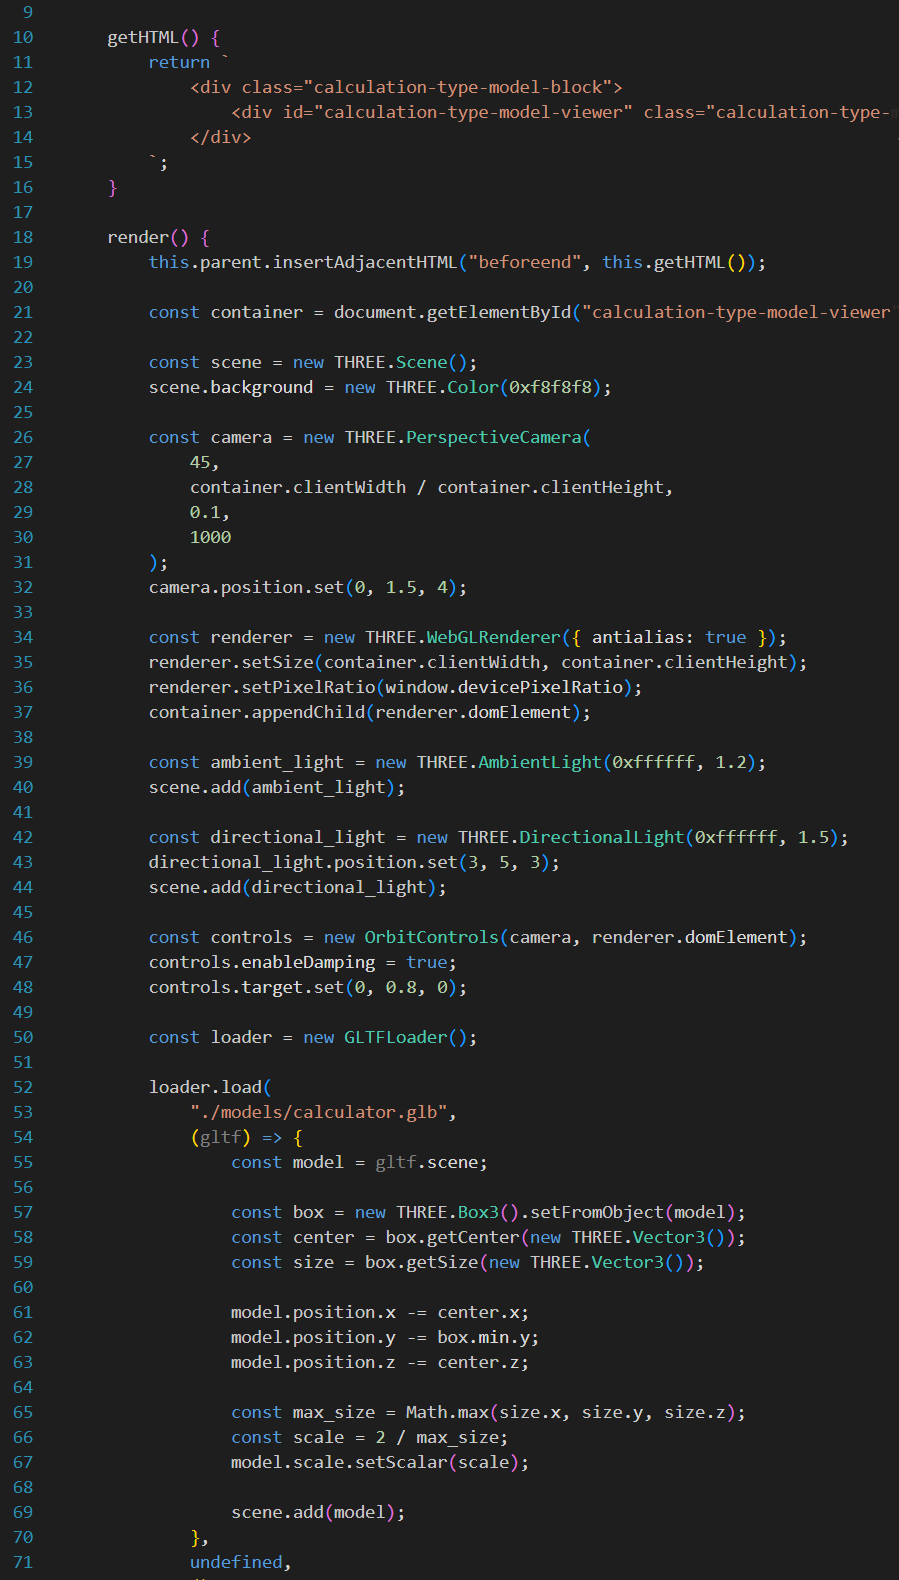 9
10 getHTML() {
11 return `
12 <div class="calculation-type-model-block">
13 <div id="calculation-type-model-viewer" class="calculation-type-
14 </div>
15 `;
16 }
17
18 render() {
19 this.parent.insertAdjacentHTML("beforeend", this.getHTML());
20
21 const container = document.getElementById("calculation-type-model-viewer
22
23 const scene = new THREE.Scene();
24 scene.background = new THREE.Color(0xf8f8f8);
25
26 const camera = new THREE.PerspectiveCamera(
27 45,
28 container.clientWidth / container.clientHeight,
29 0.1,
30 1000
31 );
32 camera.position.set(0, 1.5, 4);
33
34 const renderer = new THREE.WebGLRenderer({ antialias: true });
35 renderer.setSize(container.clientWidth, container.clientHeight);
36 renderer.setPixelRatio(window.devicePixelRatio);
37 container.appendChild(renderer.domElement);
38
39 const ambient_light = new THREE.AmbientLight(0xffffff, 1.2);
40 scene.add(ambient_light);
41
42 const directional_light = new THREE.DirectionalLight(0xffffff, 1.5);
43 directional_light.position.set(3, 5, 3);
44 scene.add(directional_light);
45
46 const controls = new OrbitControls(camera, renderer.domElement);
47 controls.enableDamping = true;
48 controls.target.set(0, 0.8, 0);
49
50 const loader = new GLTFLoader();
51
52 loader.load(
53 "./models/calculator.glb",
54 (gltf) => {
55 const model = gltf.scene;
56
57 const box = new THREE.Box3().setFromObject(model);
58 const center = box.getCenter(new THREE.Vector3());
59 const size = box.getSize(new THREE.Vector3());
60
61 model.position.x -= center.x;
62 model.position.y -= box.min.y;
63 model.position.z -= center.z;
64
65 const max_size = Math.max(size.x, size.y, size.z);
66 const scale = 2 / max_size;
67 model.scale.setScalar(scale);
68
69 scene.add(model);
70 },
71 undefined,